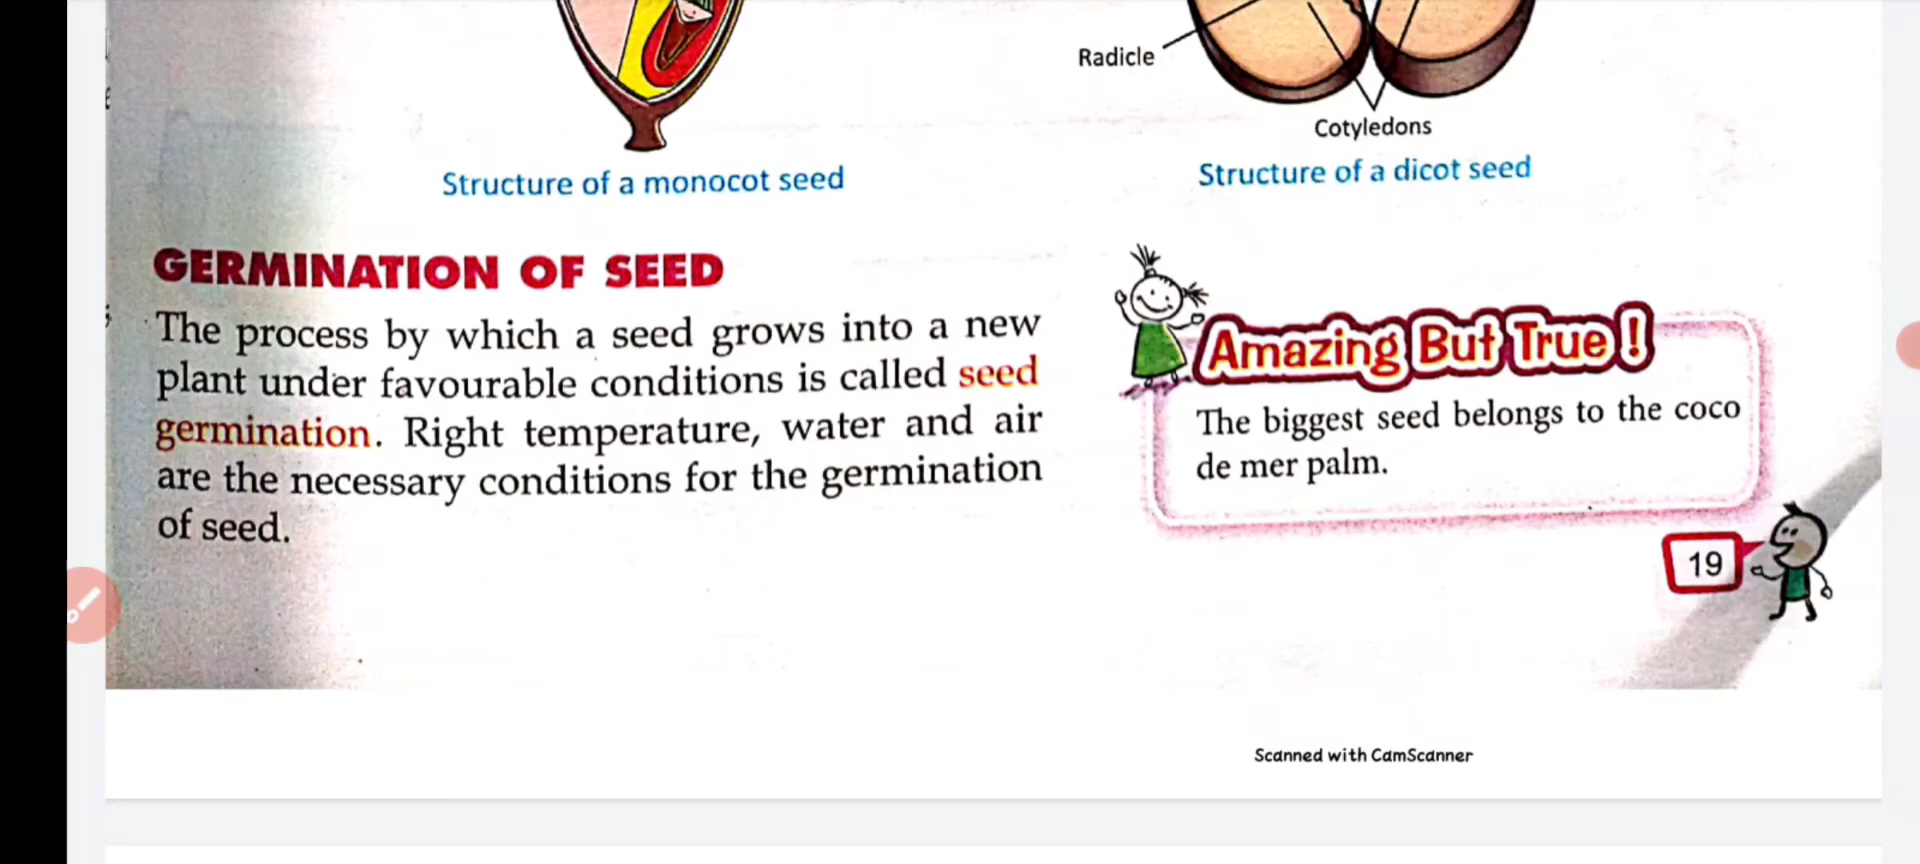 Radicle
Cotyledons
Structure of a monocot seed
Structure of a dicot seed
GERMINATION OF SEED
The process by which a seed grows into a new
plant under favourable conditions is called seed
germination. Right temperature, water and air
are the necessary conditions for the germination
of seed.
Amazing But True!
The biggest seed belongs to the coco
de mer palm.
19
Scanned with CamScanner